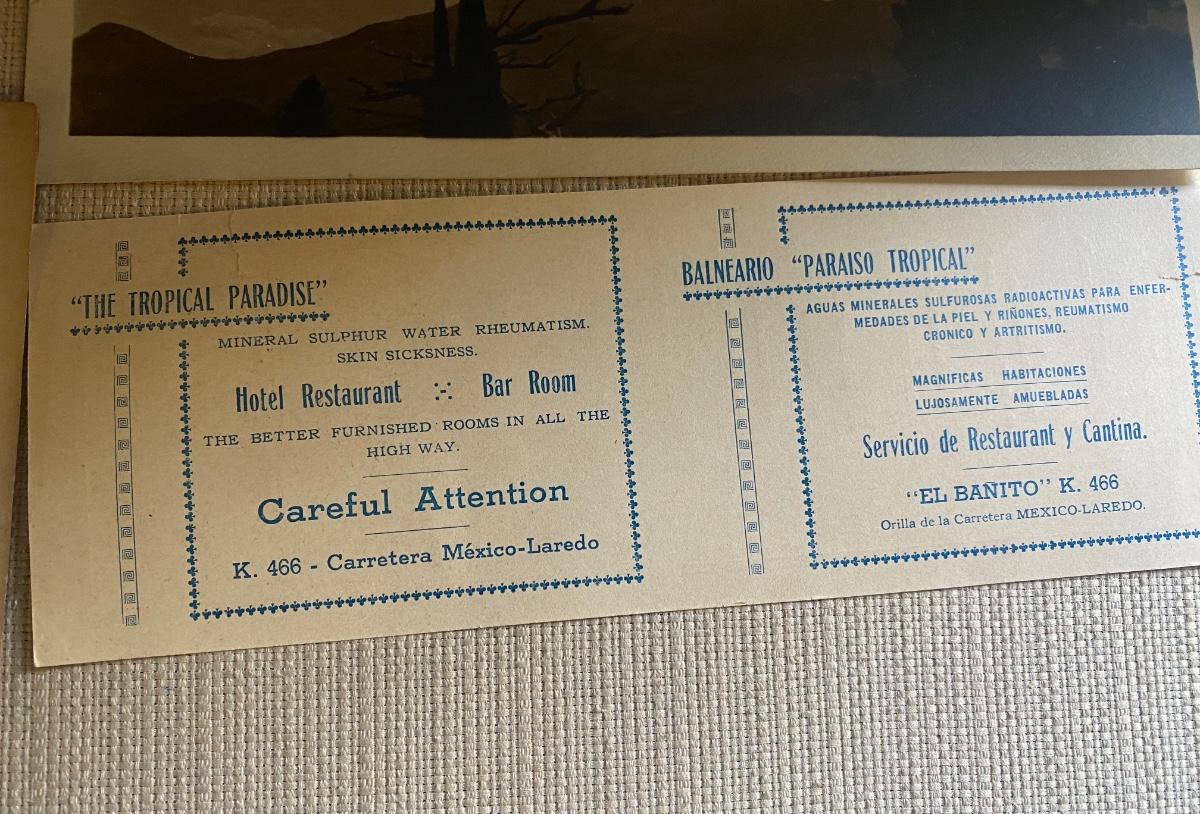 “THE TROPICAL PARADISE”
MINERAL SULPHUR WATER RHEUMATISM.
SKIN SICKSNESS.
Hotel Restaurant Bar Room
THE BETTER FURNISHED ROOMS IN ALL THE
HIGH WAY.
Careful Attention
K. 466 - Carretera México-Laredo
BALNEARIO “PARAISO TROPICAL”
AGUAS MINERALES SULFUROSAS RADIOACTIVAS PARA ENFER-
MEDADES DE LA PIEL Y RIÑONES, REUMATISMO
CRONICO Y ARTRITISMO.
MAGNIFICAS HABITACIONES
LUJOSAMENTE AMUEBLADAS
Servicio de Restaurant y Cantina.
“EL BAÑITO” K. 466
Orilla de la Carretera MEXICO-LAREDO.